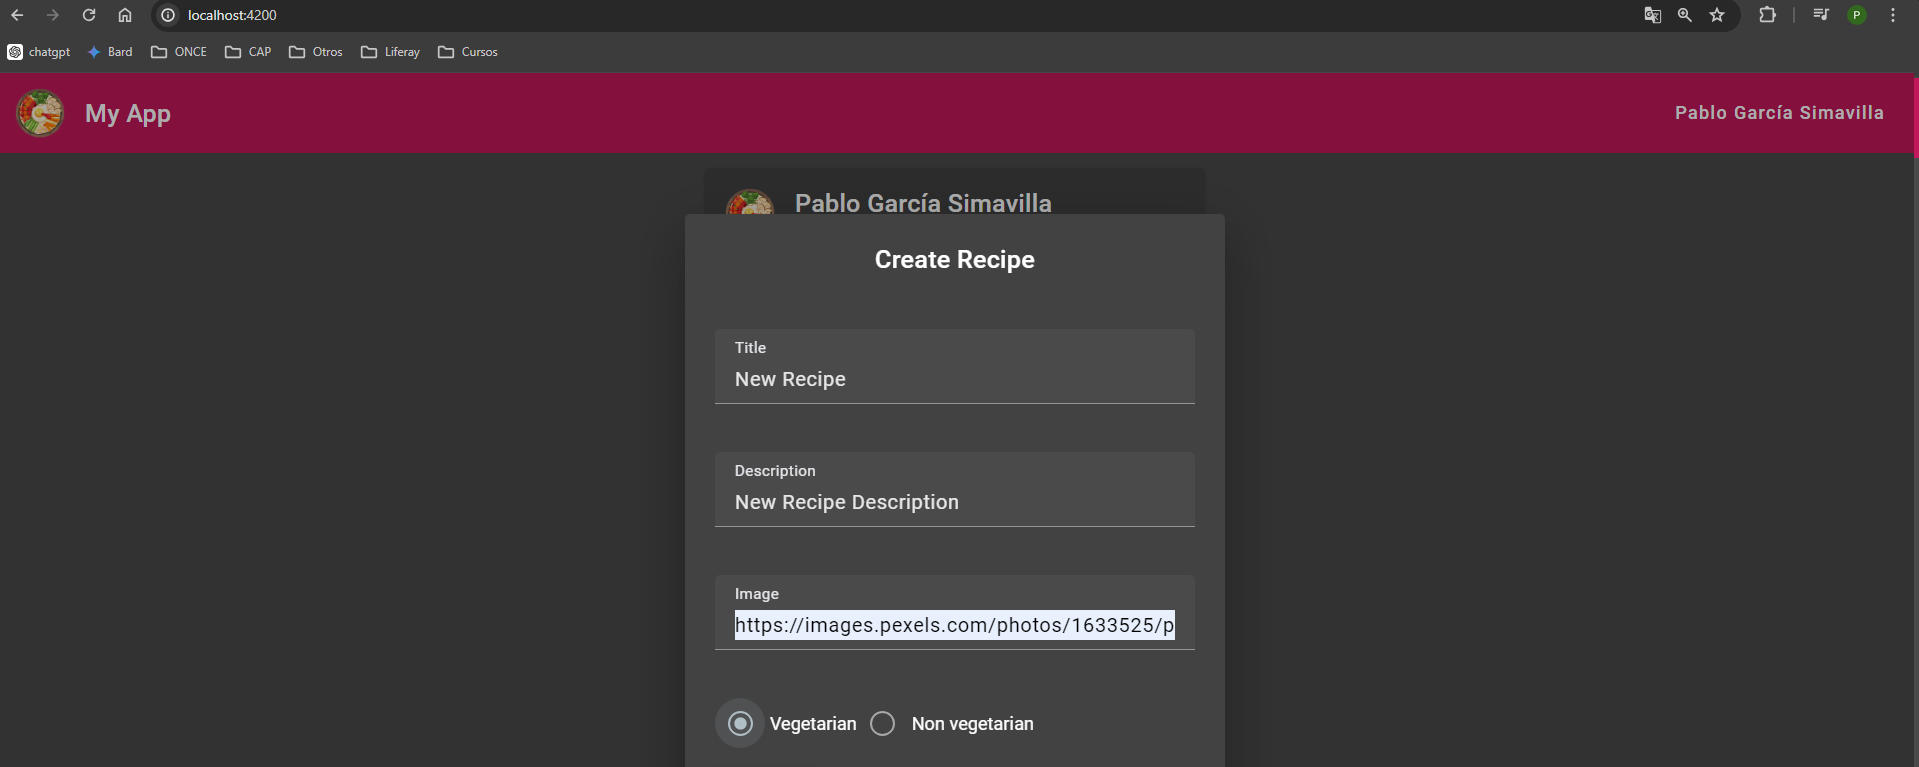 localhost:4200
P
chatgpt Bard ONCE CAP Otros Liferay Cursos
My App
Pablo García Simavilla
Pablo García Simavilla
Create Recipe
Title
New Recipe
Description
New Recipe Description
Image
https://images.pexels.com/photos/1633525/p
Vegetarian Non vegetarian